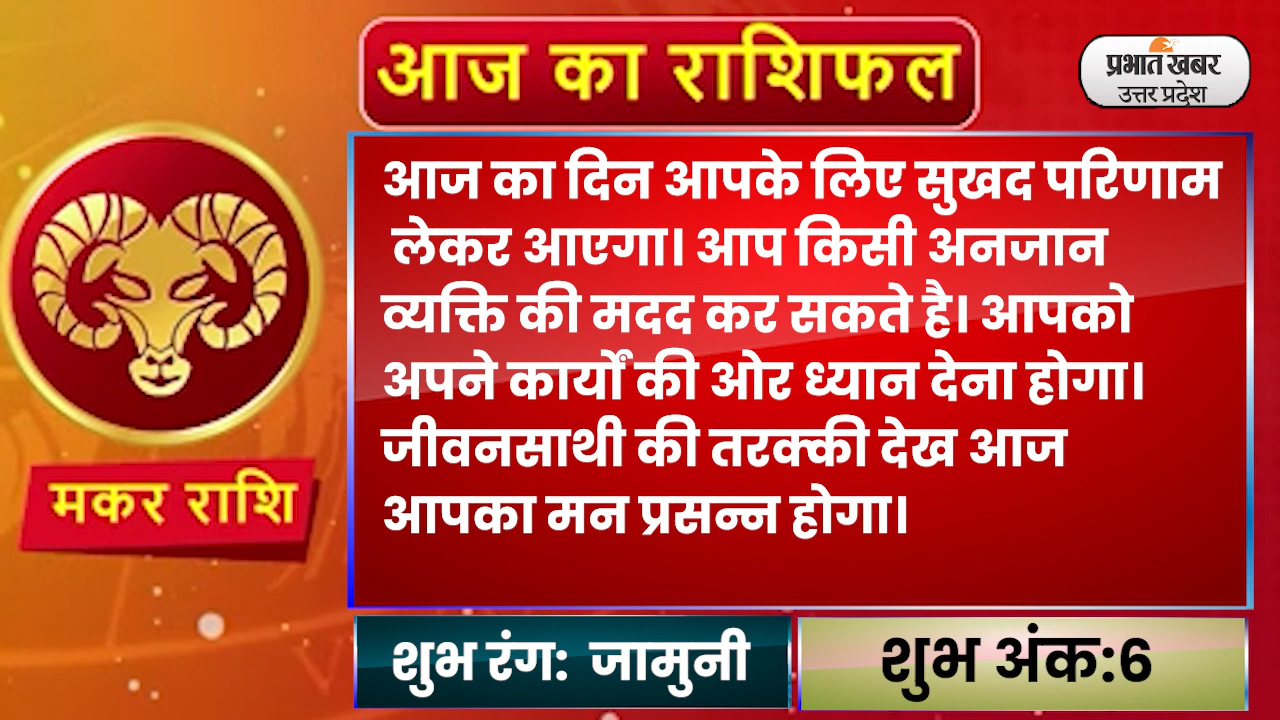 आज का राशिफल
प्रभात खबर
उत्तर प्रदेश
आज का दिन आपके लिए सुखद परिणाम
लेकर आएगा। आप किसी अनजान
व्यक्ति की मदद कर सकते है। आपको
अपने कार्यों की ओर ध्यान देना होगा।
जीवनसाथी की तरक्की देख आज
आपका मन प्रसन्न होगा।
मकर राशि
शुभ रंग: जामुनी
शुभ अंक:6